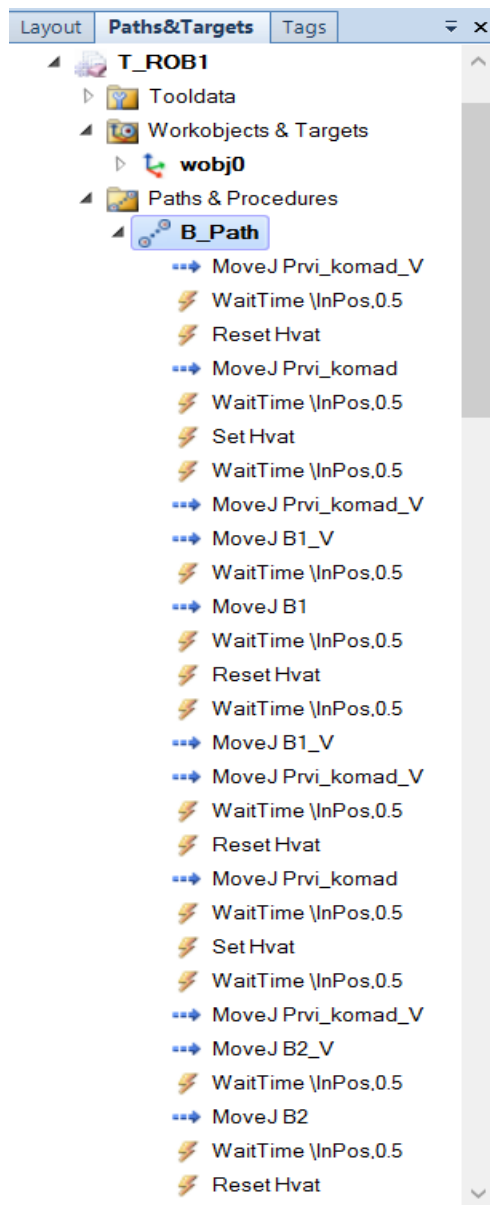 Layout Paths&Targets Tags
T_ROB1
Tooldata
Workobjects & Targets
wobj0
Paths & Procedures
B_Path
MoveJ Prvi_komad_V
WaitTime \InPos,0.5
Reset Hvat
MoveJ Prvi_komad
WaitTime \InPos,0.5
Set Hvat
WaitTime \InPos,0.5
MoveJ Prvi_komad_V
MoveJ B1_V
WaitTime \InPos,0.5
MoveJ B1
WaitTime \InPos,0.5
Reset Hvat
WaitTime \InPos,0.5
MoveJ B1_V
MoveJ Prvi_komad_V
WaitTime \InPos,0.5
Reset Hvat
MoveJ Prvi_komad
WaitTime \InPos,0.5
Set Hvat
WaitTime \InPos,0.5
MoveJ Prvi_komad_V
MoveJ B2_V
WaitTime \InPos,0.5
MoveJ B2
WaitTime \InPos,0.5
Reset Hvat